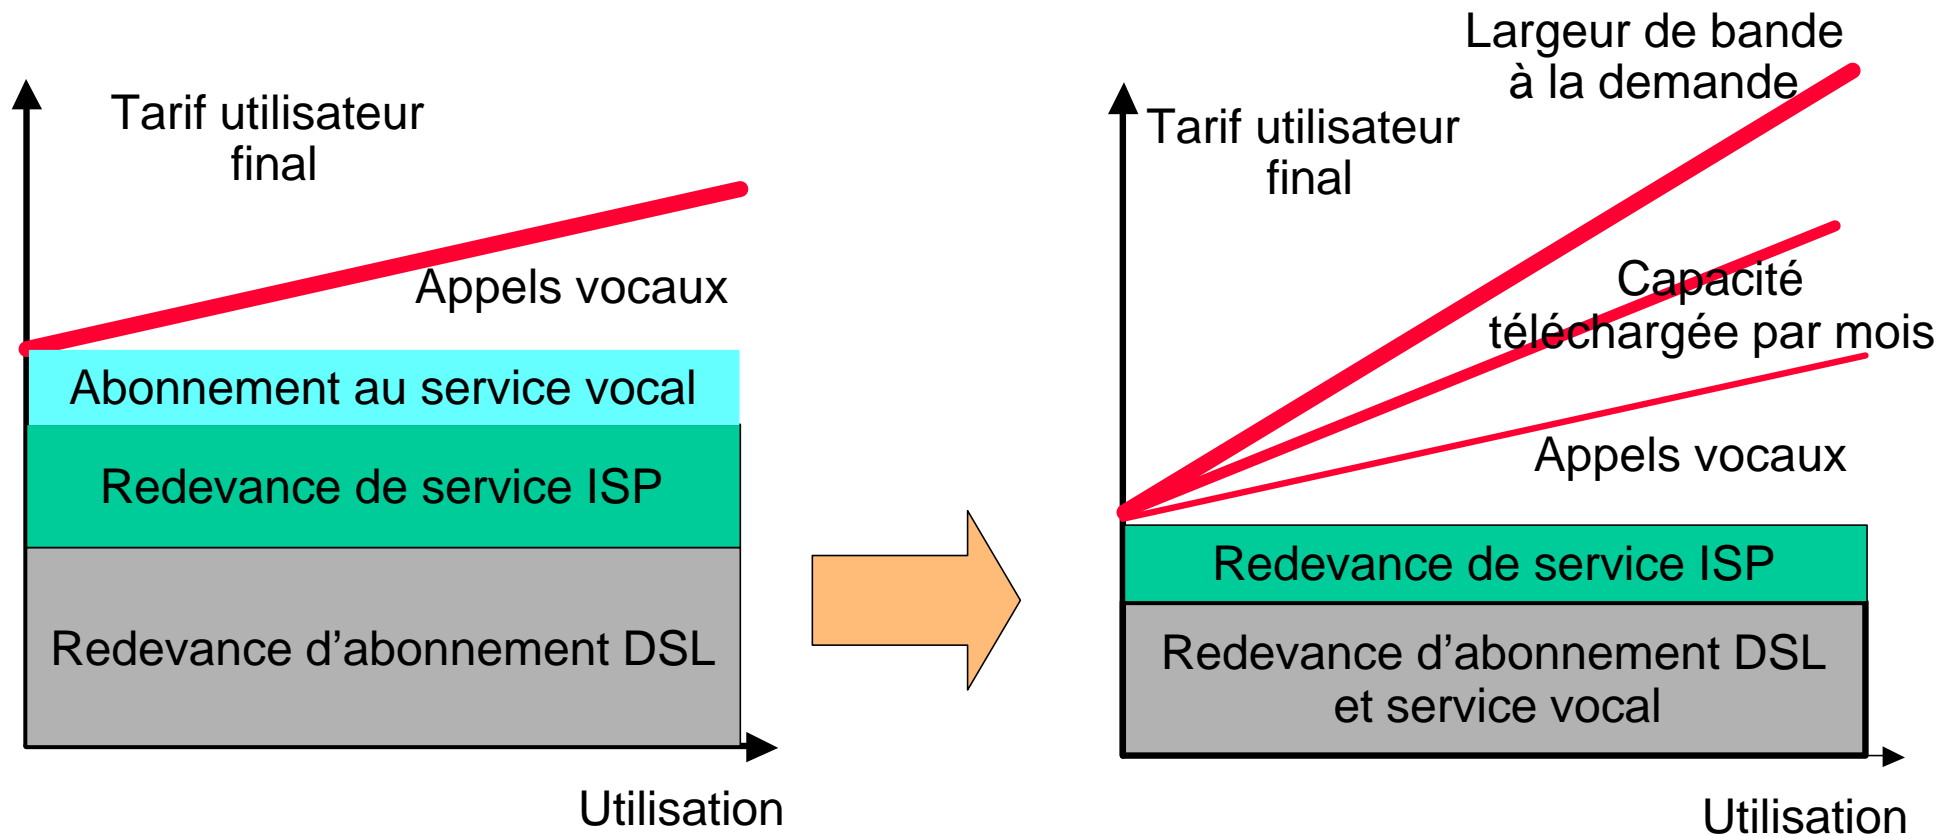 Tarif utilisateur
final
Appels vocaux
Abonnement au service vocal
Redevance de service ISP
Redevance d’abonnement DSL
Utilisation
Largeur de bande
à la demande
Tarif utilisateur
final
Capacité
téléchargée par mois
Appels vocaux
Redevance de service ISP
Redevance d’abonnement DSL
et service vocal
Utilisation